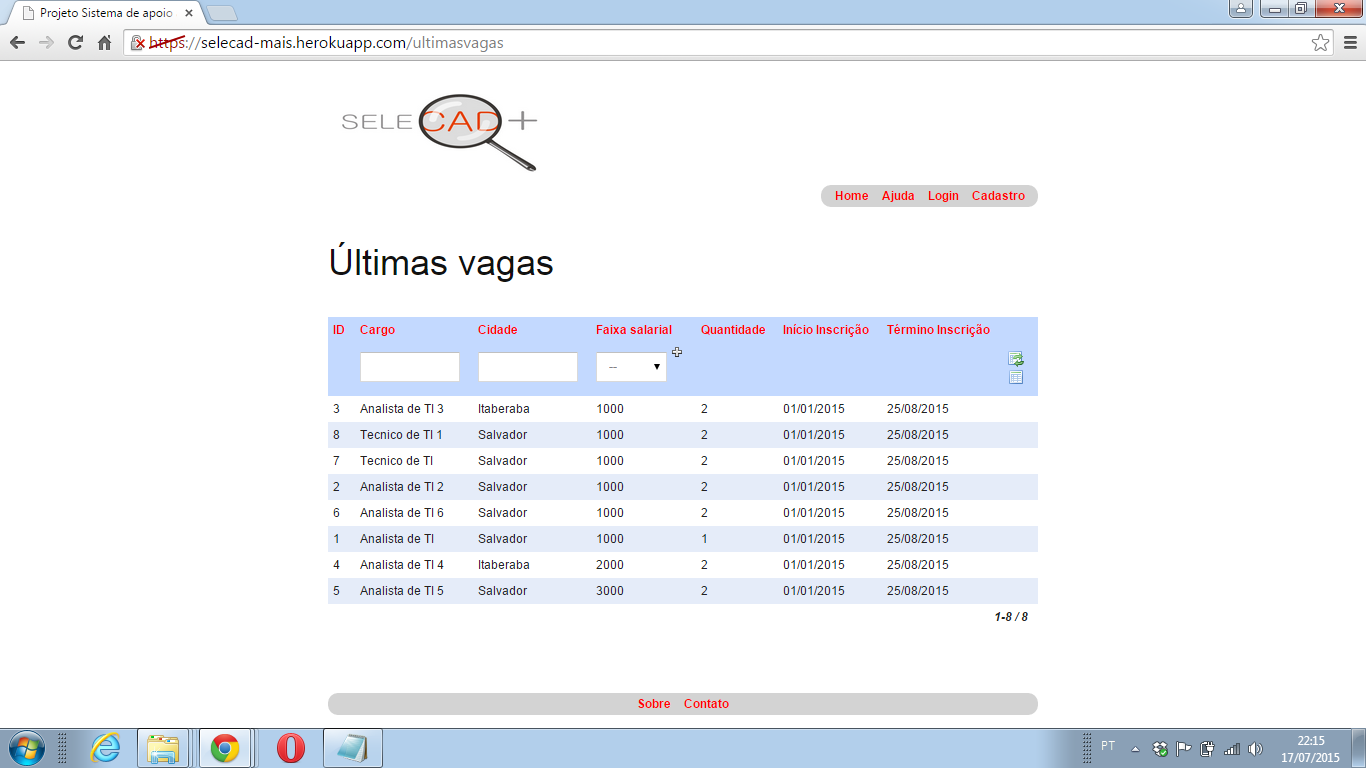 Projeto Sistema de apoio
https://selecad-mais.herokuapp.com/ultimasvagas
SELECAD+
Home Ajuda Login Cadastro
Últimas vagas
ID Cargo Cidade Faixa salarial Quantidade Início Inscrição Término Inscrição
--
3 Analista de TI 3 Itaberaba 1000 2 01/01/2015 25/08/2015
8 Tecnico de TI 1 Salvador 1000 2 01/01/2015 25/08/2015
7 Tecnico de TI Salvador 1000 2 01/01/2015 25/08/2015
2 Analista de TI 2 Salvador 1000 2 01/01/2015 25/08/2015
6 Analista de TI 6 Salvador 1000 2 01/01/2015 25/08/2015
1 Analista de TI Salvador 1000 1 01/01/2015 25/08/2015
4 Analista de TI 4 Itaberaba 2000 2 01/01/2015 25/08/2015
5 Analista de TI 5 Salvador 3000 2 01/01/2015 25/08/2015
1-8 / 8
Sobre Contato
PT
22:15
17/07/2015